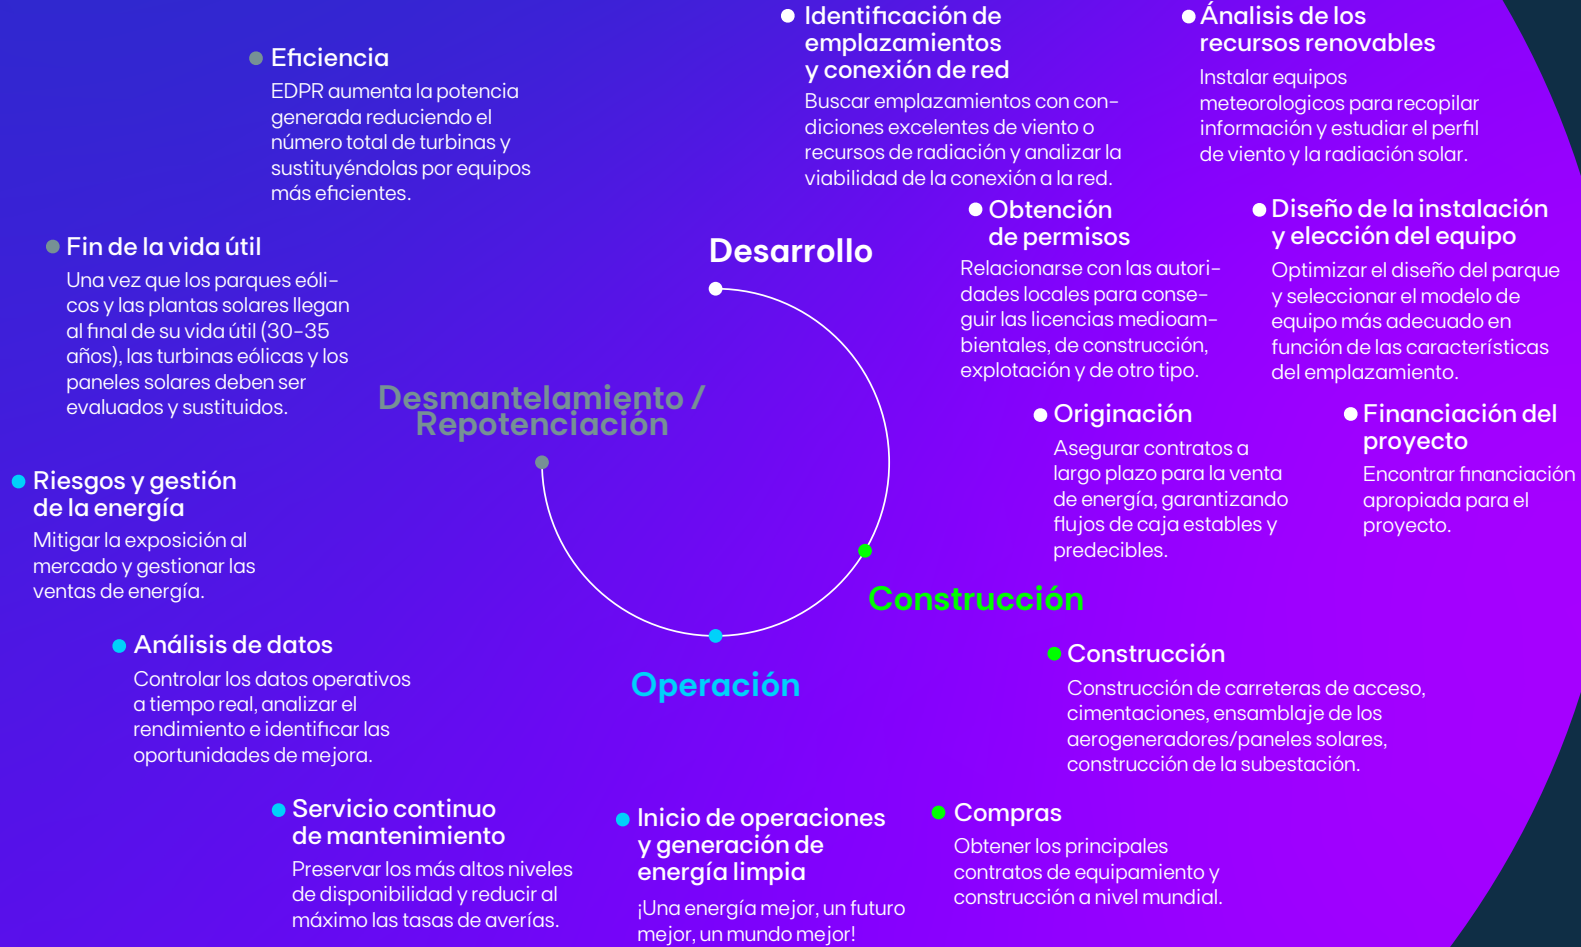 Identificación de
emplazamientos
y conexión de red
Buscar emplazamientos con con-
diciones excelentes de viento o
recursos de radiación y analizar la
viabilidad de la conexión a la red.
Ánalisis de los
recursos renovables
Instalar equipos
meteorologicos para recopilar
información y estudiar el perfil
de viento y la radiación solar.
Eficiencia
EDPR aumenta la potencia
generada reduciendo el
número total de turbinas y
sustituyéndolas por equipos
más eficientes.
Obtención
de permisos
Relacionarse con las autori-
dades locales para conse-
guir las licencias medioam-
bientales, de construcción,
explotación y de otro tipo.
Diseño de la instalación
y elección del equipo
Optimizar el diseño del parque
y seleccionar el modelo de
equipo más adecuado en
función de las características
del emplazamiento.
Fin de la vida útil
Una vez que los parques eóli-
cos y las plantas solares llegan
al final de su vida útil (30-35
años), las turbinas eólicas y los
paneles solares deben ser
evaluados y sustituidos.
Desarrollo
Desmantelamiento /
Repotenciación
Originación
Asegurar contratos a
largo plazo para la venta
de energía, garantizando
flujos de caja estables y
predecibles.
Financiación del
proyecto
Encontrar financiación
apropiada para el
proyecto.
Riesgos y gestión
de la energía
Mitigar la exposición al
mercado y gestionar las
ventas de energía.
Construcción
Operación
Análisis de datos
Controlar los datos operativos
a tiempo real, analizar el
rendimiento e identificar las
oportunidades de mejora.
Construcción
Construcción de carreteras de acceso,
cimentaciones, ensamblaje de los
aerogeneradores/paneles solares,
construcción de la subestación.
Servicio continuo
de mantenimiento
Preservar los más altos niveles
de disponibilidad y reducir al
máximo las tasas de averías.
Inicio de operaciones
y generación de
energía limpia
¡Una energía mejor, un futuro
mejor, un mundo mejor!
Compras
Obtener los principales
contratos de equipamiento y
construcción a nivel mundial.